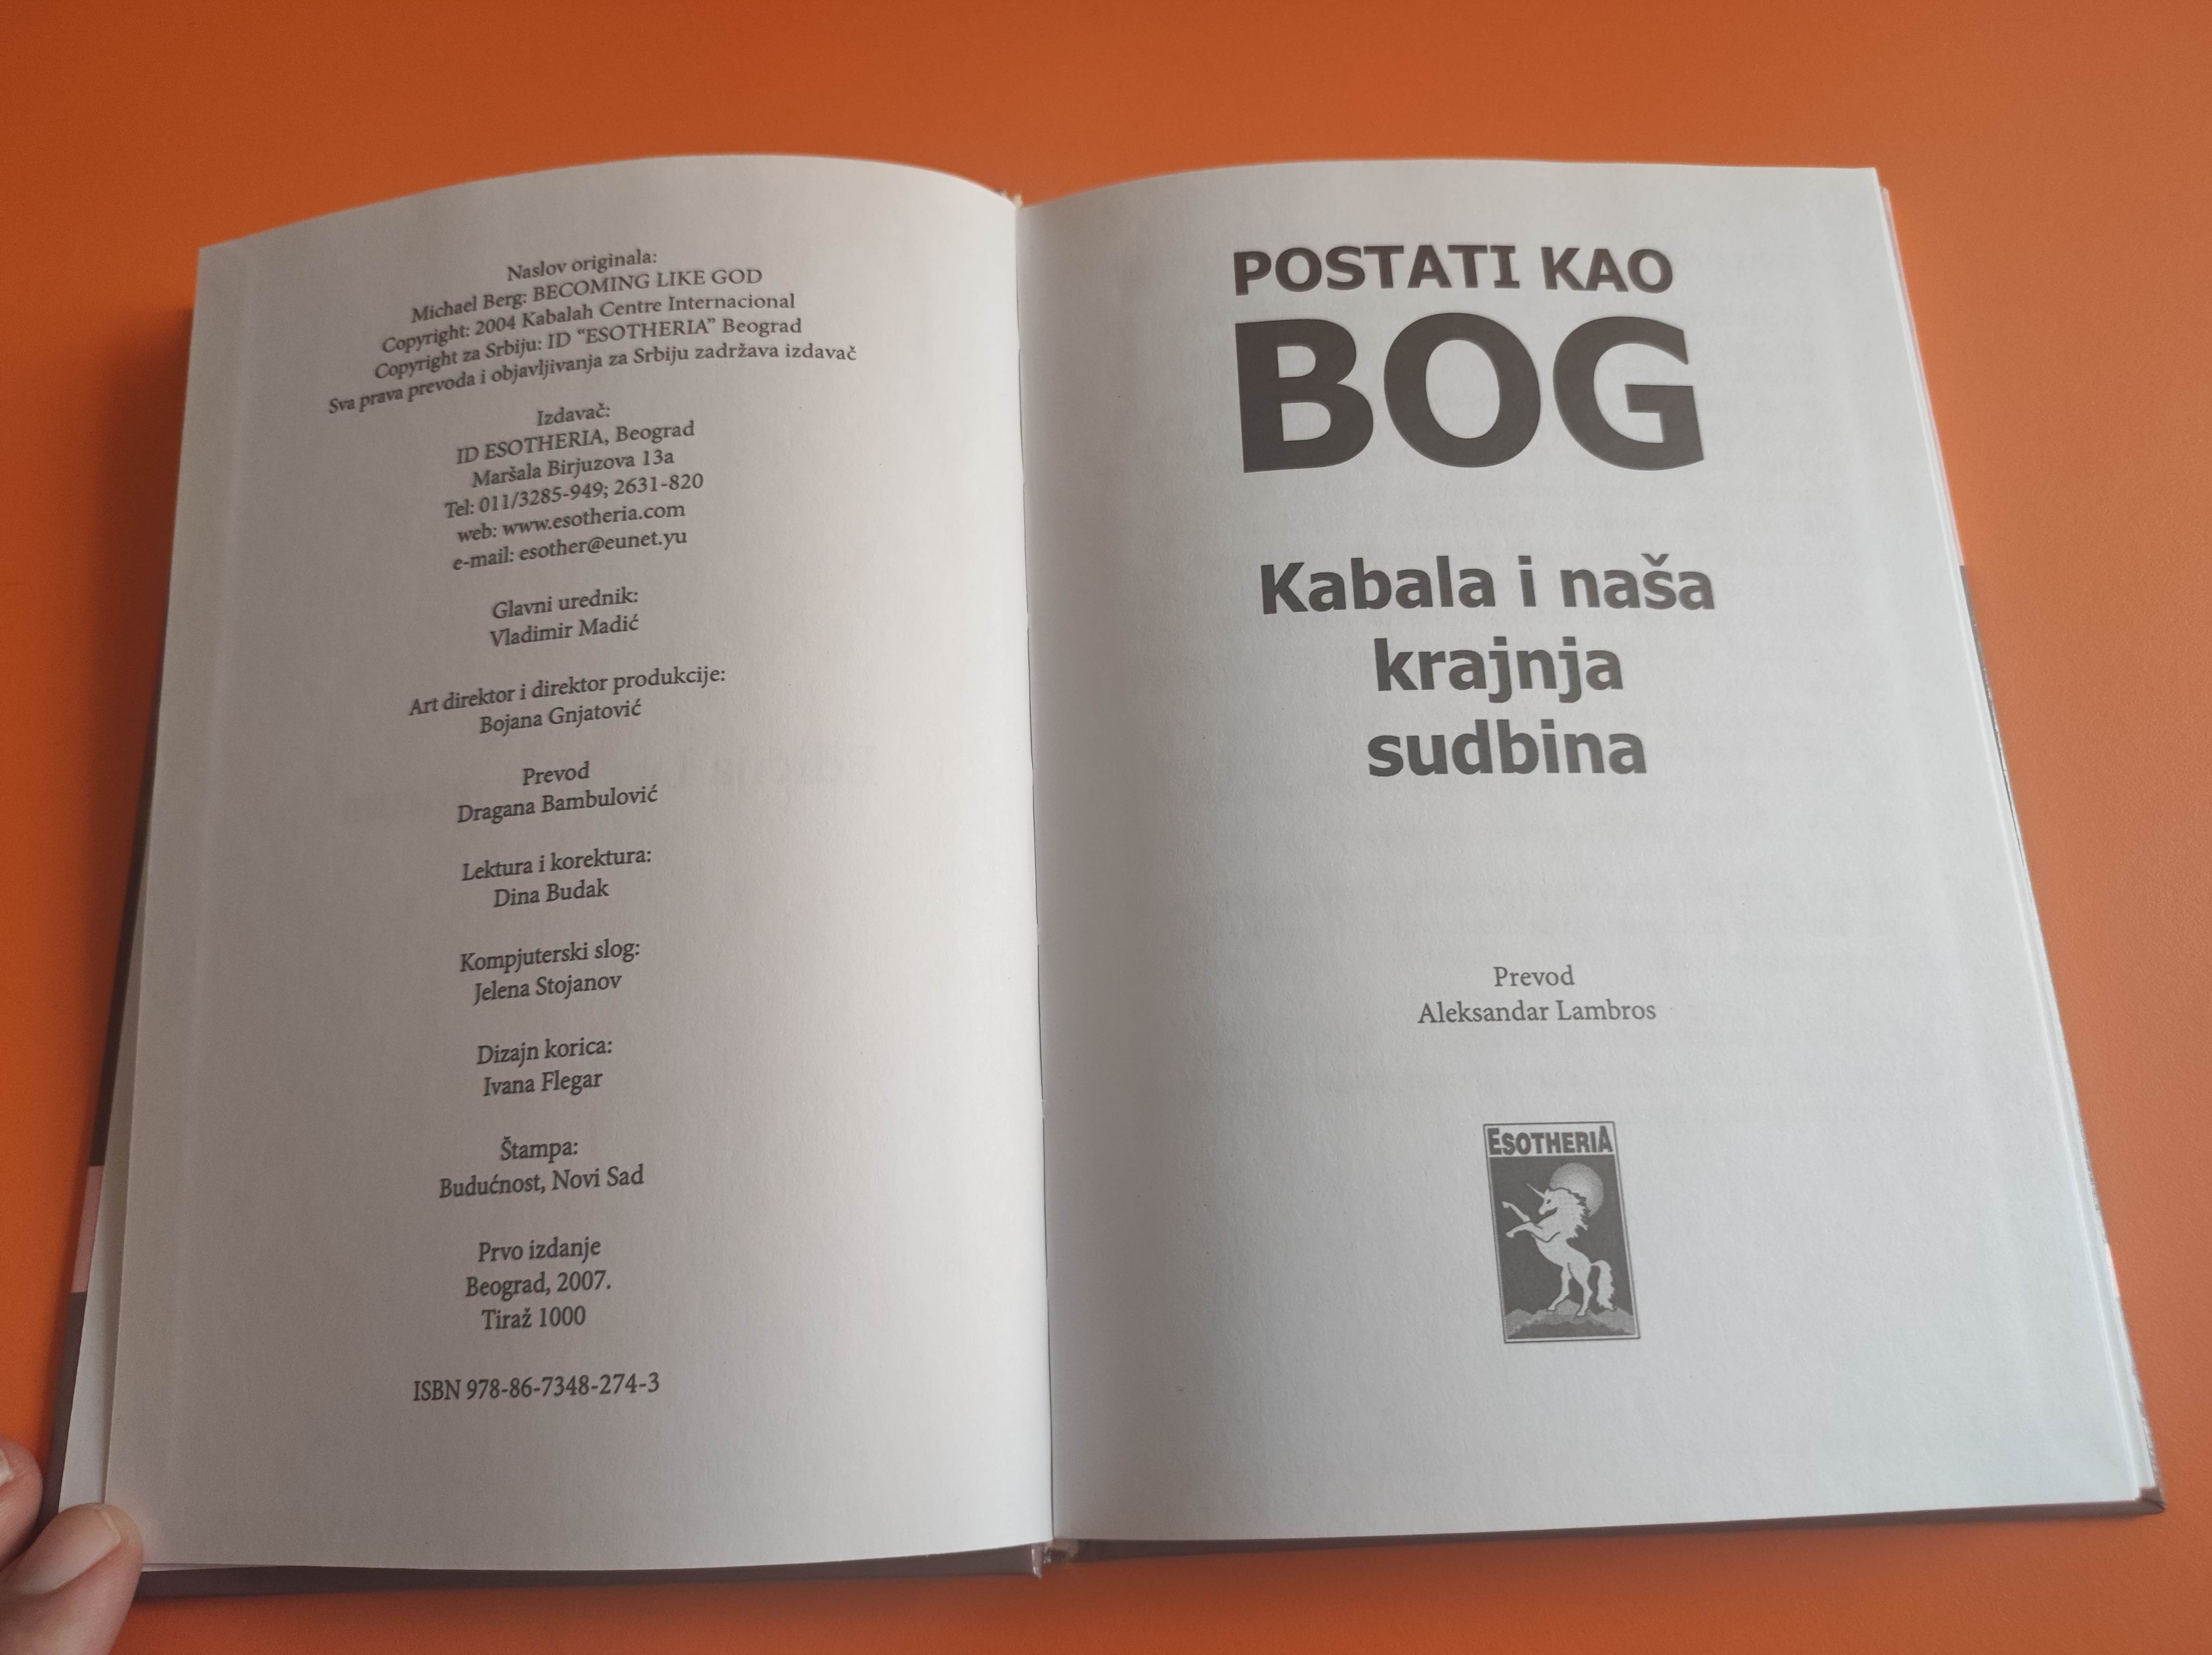 Naslov originala:
Michael Berg: BECOMING LIKE GOD
Copyright: 2004 Kabalah Centre Internacional
Copyright za Srbiju: ID “ESOTHERIA” Beograd
Sva prava prevoda i objavljivanja za Srbiju zadržava izdavač
Izdavač:
ID ESOTHERIA, Beograd
Maršala Birjuzova 13a
Tel: 011/3285-949; 2631-820
web: www.esotheria.com
e-mail: esother@eunet.yu
Glavni urednik:
Vladimir Madić
Art direktor i direktor produkcije:
Bojana Gnjatović
Prevod
Dragana Bambulović
Lektura i korektura:
Dina Budak
Kompjuterski slog:
Jelena Stojanov
Dizajn korica:
Ivana Flegar
Štampa:
Budućnost, Novi Sad
Prvo izdanje
Beograd, 2007.
Tiraž 1000
ISBN 978-86-7348-274-3
POSTATI KAO
BOG
Kabala i naša
krajnja
sudbina
Prevod
Aleksandar Lambros
ESOTHERIA